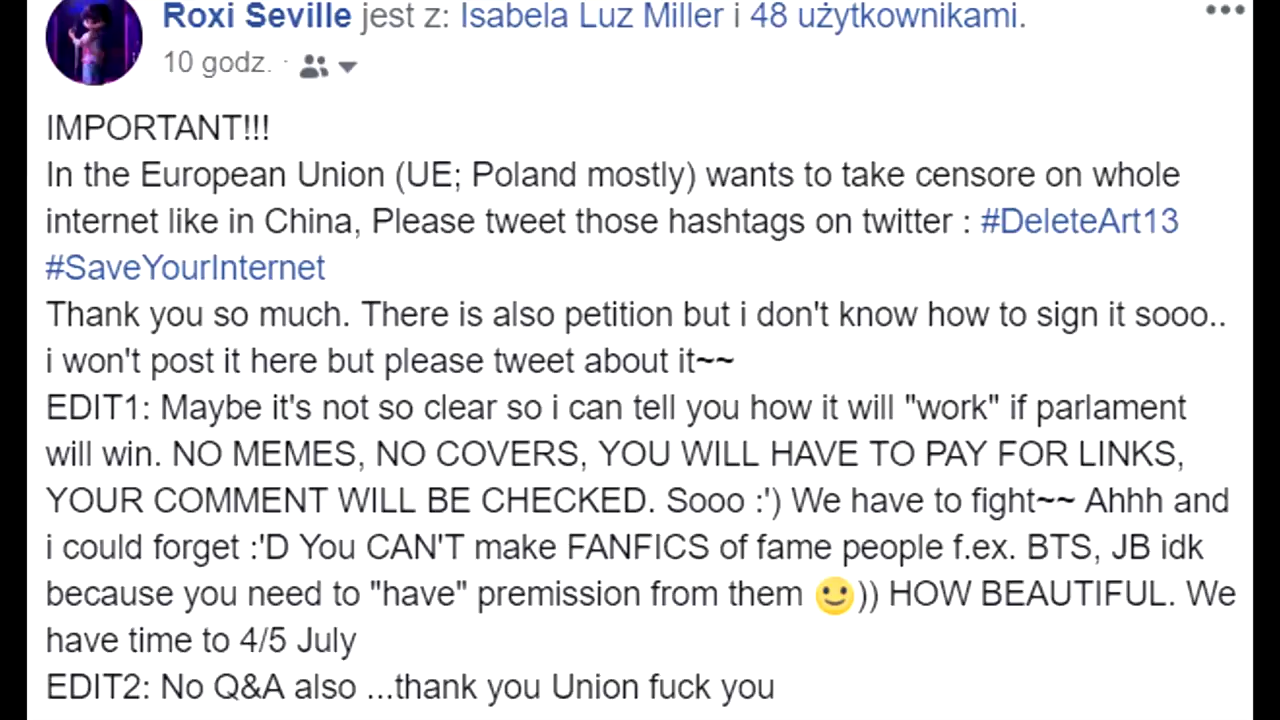 Roxi Seville jest z: Isabela Luz Miller i 48 użytkownikami.
10 godz. ·
IMPORTANT!!!
In the European Union (UE; Poland mostly) wants to take censore on whole
internet like in China, Please tweet those hashtags on twitter : #DeleteArt13
#SaveYourInternet
Thank you so much. There is also petition but i don't know how to sign it sooo..
i won't post it here but please tweet about it~~
EDIT1: Maybe it's not so clear so i can tell you how it will "work" if parlament
will win. NO MEMES, NO COVERS, YOU WILL HAVE TO PAY FOR LINKS,
YOUR COMMENT WILL BE CHECKED. Sooo :') We have to fight~~ Ahhh and
i could forget :'D You CAN'T make FANFICS of fame people f.ex. BTS, JB idk
because you need to "have" premission from them 🙂)) HOW BEAUTIFUL. We
have time to 4/5 July
EDIT2: No Q&A also ...thank you Union fuck you